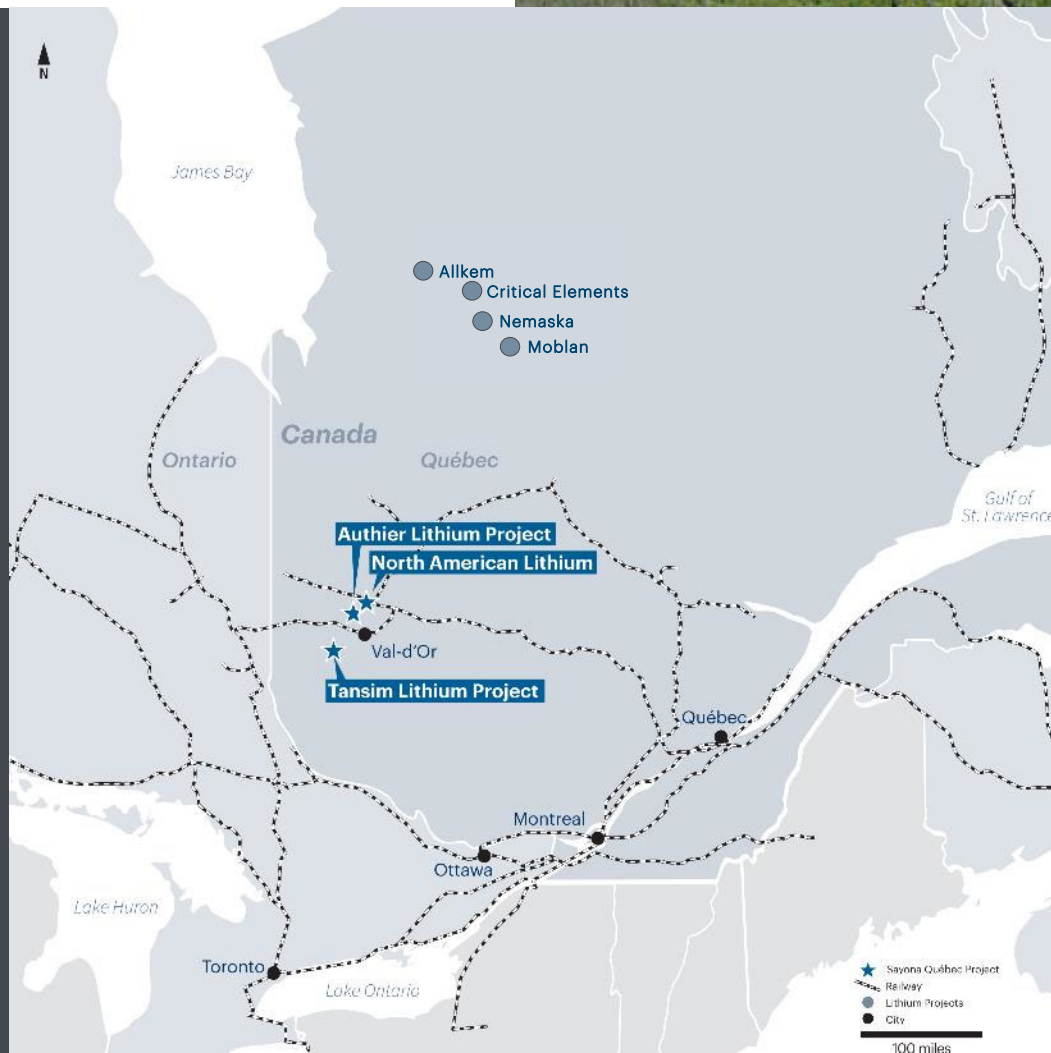 N
James Bay
Allkem
Critical Elements
Nemaska
Moblan
Canada
Ontario
Québec
Gulf of
St. Lawrence
Authier Lithium Project
North American Lithium
Val-d'Or
Tansim Lithium Project
Québec
Montreal
Ottawa
Lake Huron
Toronto
Lake Ontario
Sayona Québec Project
Railway
Lithium Projects
City
100 miles